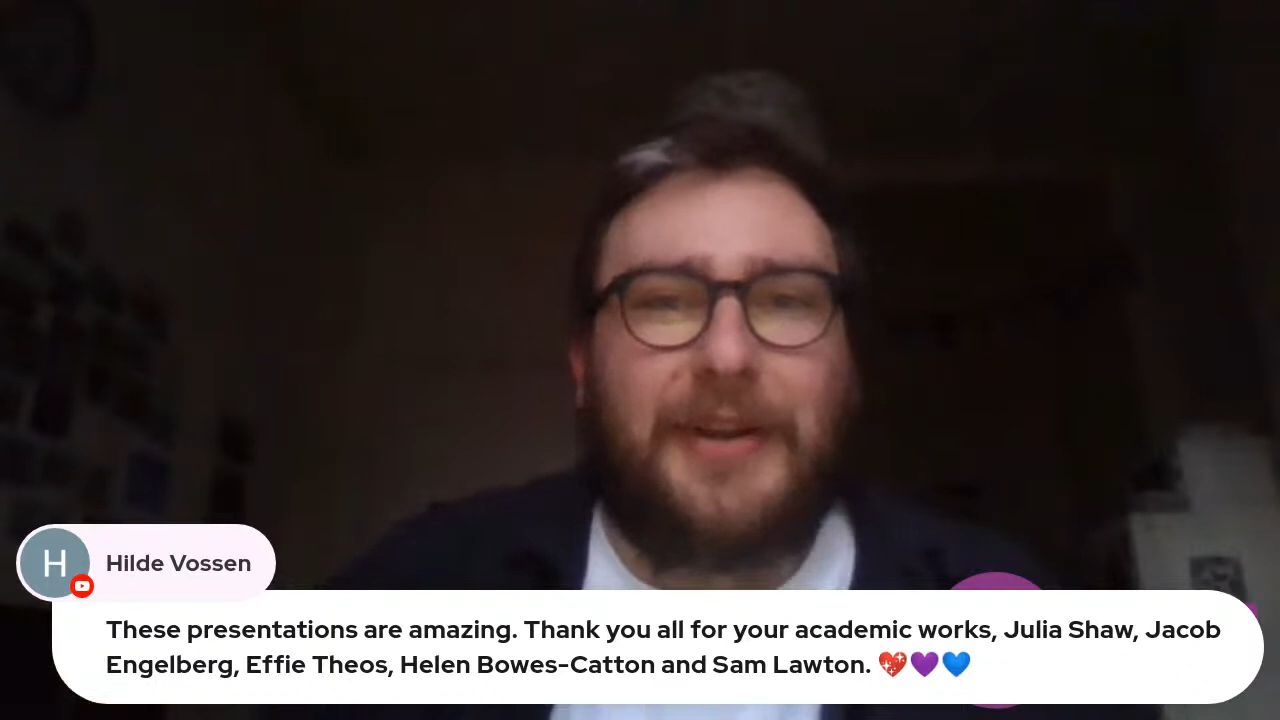 H
Hilde Vossen
These presentations are amazing. Thank you all for your academic works, Julia Shaw, Jacob
Engelberg, Effie Theos, Helen Bowes-Catton and Sam Lawton. 💖💜💙